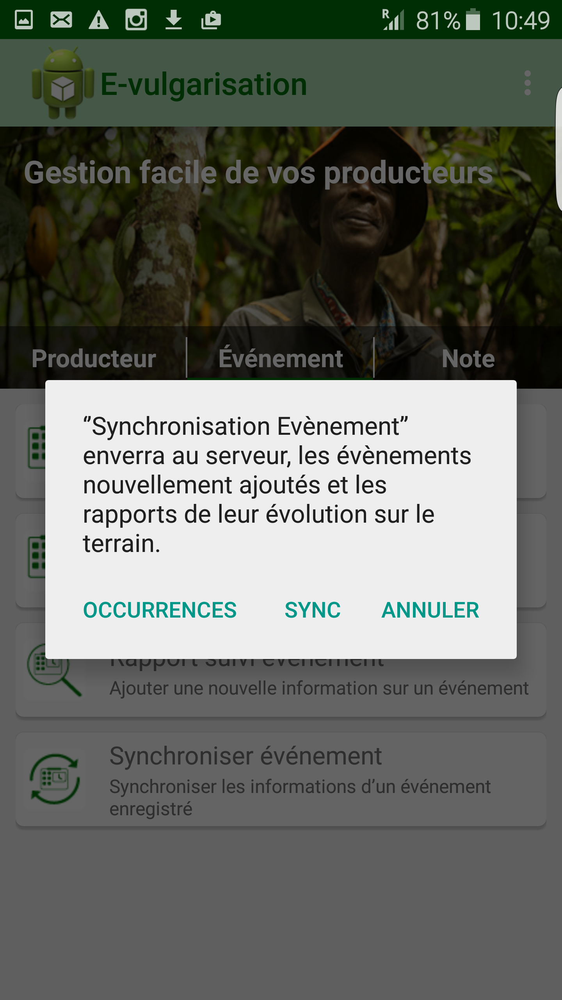 R 81% 10:49
E-vulgarisation
Gestion facile de vos producteurs
Producteur Événement Note
‘’Synchronisation Evènement’’
enverra au serveur, les évènements
nouvellement ajoutés et les
rapports de leur évolution sur le
terrain.
OCCURRENCES SYNC ANNULER
Rapport suivi événement
Ajouter une nouvelle information sur un événement
Synchroniser événement
Synchroniser les informations d’un événement
enregistré